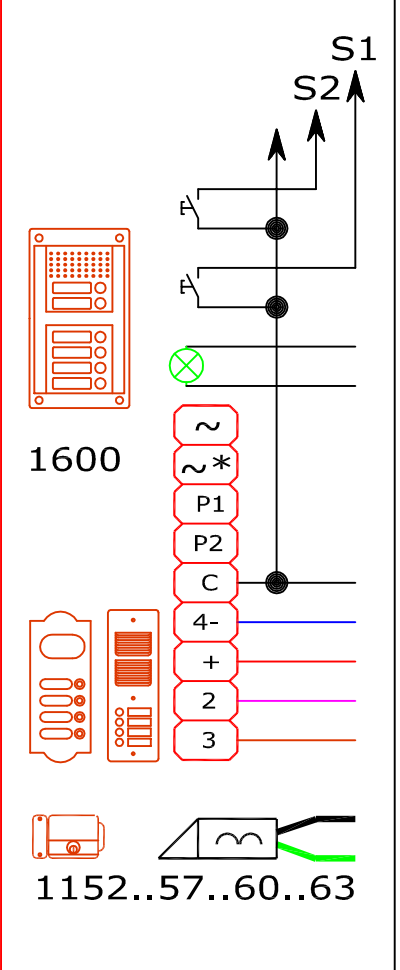 S1
S2
1600
~
~*
P1
P2
C
4-
+
2
3
1152..57..60..63